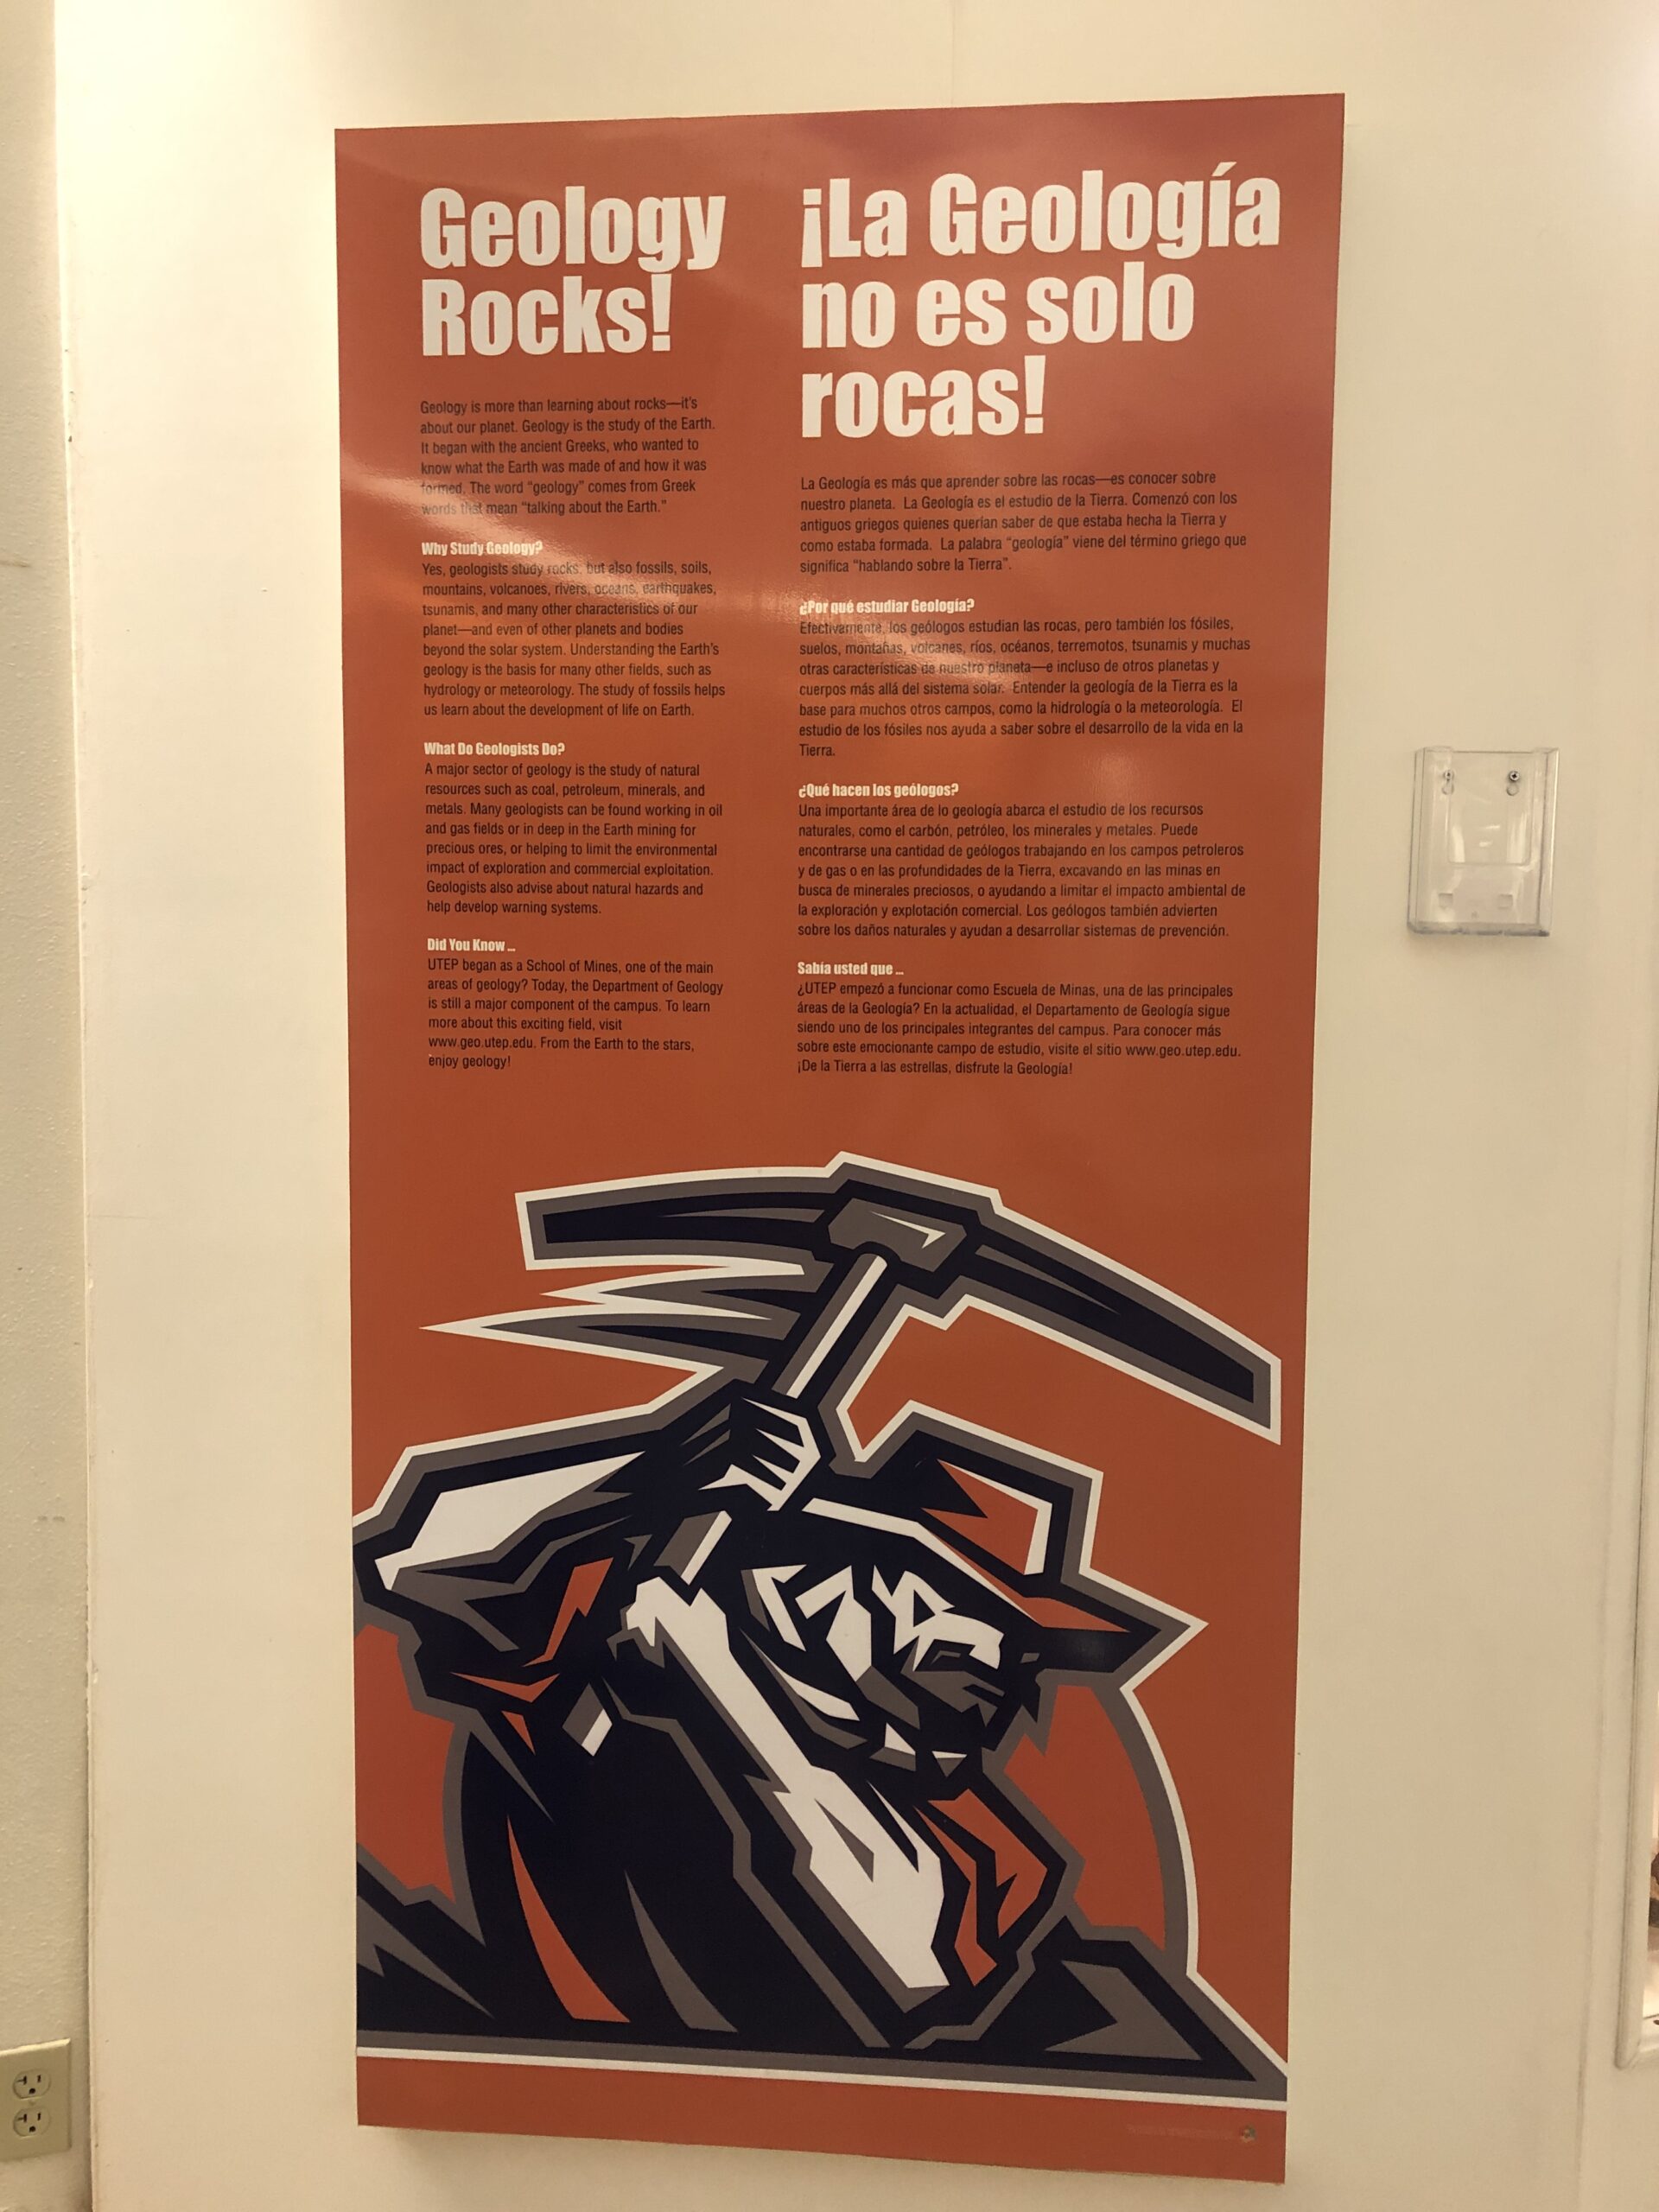 Geology
Rocks!
Geology is more than learning about rocks—it's
about our planet. Geology is the study of the Earth.
It began with the ancient Greeks, who wanted to
know what the Earth was made of and how it was
formed. The word "geology" comes from Greek
words that mean "talking about the Earth."
Why Study Geology?
Yes, geologists study rocks, but also fossils, soils,
mountains, volcanoes, rivers, oceans, earthquakes,
tsunamis, and many other characteristics of our
planet—and even of other planets and bodies
beyond the solar system. Understanding the Earth's
geology is the basis for many other fields, such as
hydrology or meteorology. The study of fossils helps
us learn about the development of life on Earth.
What Do Geologists Do?
A major sector of geology is the study of natural
resources such as coal, petroleum, minerals, and
metals. Many geologists can be found working in oil
and gas fields or in deep in the Earth mining for
precious ores, or helping to limit the environmental
impact of exploration and commercial exploitation.
Geologists also advise about natural hazards and
help develop warning systems.
Did You Know ...
UTEP began as a School of Mines, one of the main
areas of geology? Today, the Department of Geology
is still a major component of the campus. To learn
more about this exciting field, visit
www.geo.utep.edu. From the Earth to the stars,
enjoy geology!
¡La Geología
no es solo
rocas!
La Geología es más que aprender sobre las rocas—es conocer sobre
nuestro planeta. La Geología es el estudio de la Tierra. Comenzó con los
antiguos griegos quienes querían saber de que estaba hecha la Tierra y
como estaba formada. La palabra "geología" viene del término griego que
significa "hablando sobre la Tierra".
¿Por qué estudiar Geología?
Efectivamente, los geólogos estudian las rocas, pero también los fósiles,
suelos, montañas, volcanes, ríos, océanos, terremotos, tsunamis y muchas
otras características de nuestro planeta—e incluso de otros planetas y
cuerpos más allá del sistema solar. Entender la geología de la Tierra es la
base para muchos otros campos, como la hidrología o la meteorología. El
estudio de los fósiles nos ayuda a saber sobre el desarrollo de la vida en la
Tierra.
¿Qué hacen los geólogos?
Una importante área de lo geología abarca el estudio de los recursos
naturales, como el carbón, petróleo, los minerales y metales. Puede
encontrarse una cantidad de geólogos trabajando en los campos petroleros
y de gas o en las profundidades de la Tierra, excavando en las minas en
busca de minerales preciosos, o ayudando a limitar el impacto ambiental de
la exploración y explotación comercial. Los geólogos también advierten
sobre los daños naturales y ayudan a desarrollar sistemas de prevención.
Sabía usted que ...
¿UTEP empezó a funcionar como Escuela de Minas, una de las principales
áreas de la Geología? En la actualidad, el Departamento de Geología sigue
siendo uno de los principales integrantes del campus. Para conocer más
sobre este emocionante campo de estudio, visite el sitio www.geo.utep.edu.
¡De la Tierra a las estrellas, disfrute la Geología!